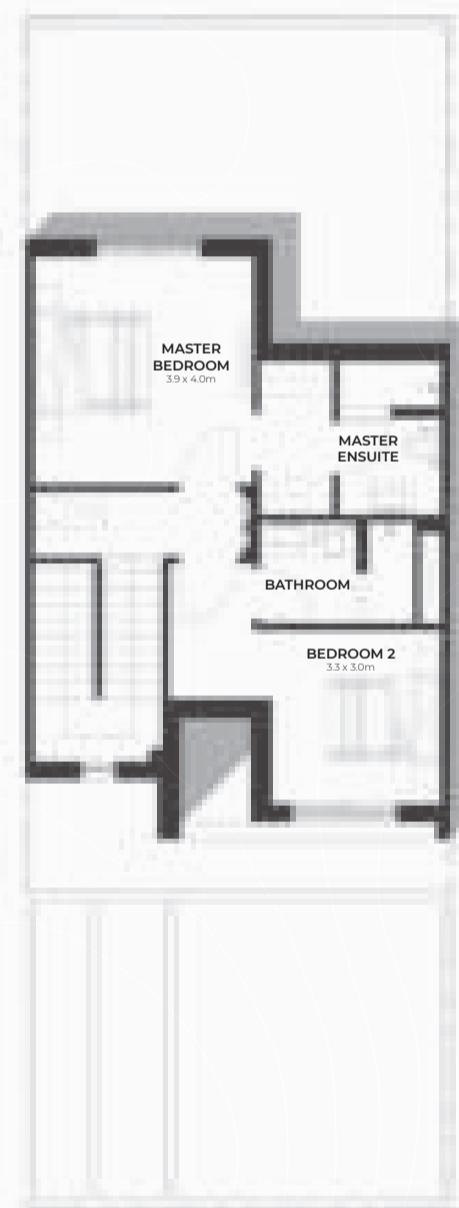 MASTER
BEDROOM
3.9 x 4.0m
MASTER
ENSUITE
BATHROOM
BEDROOM 2
3.3 x 3.0m